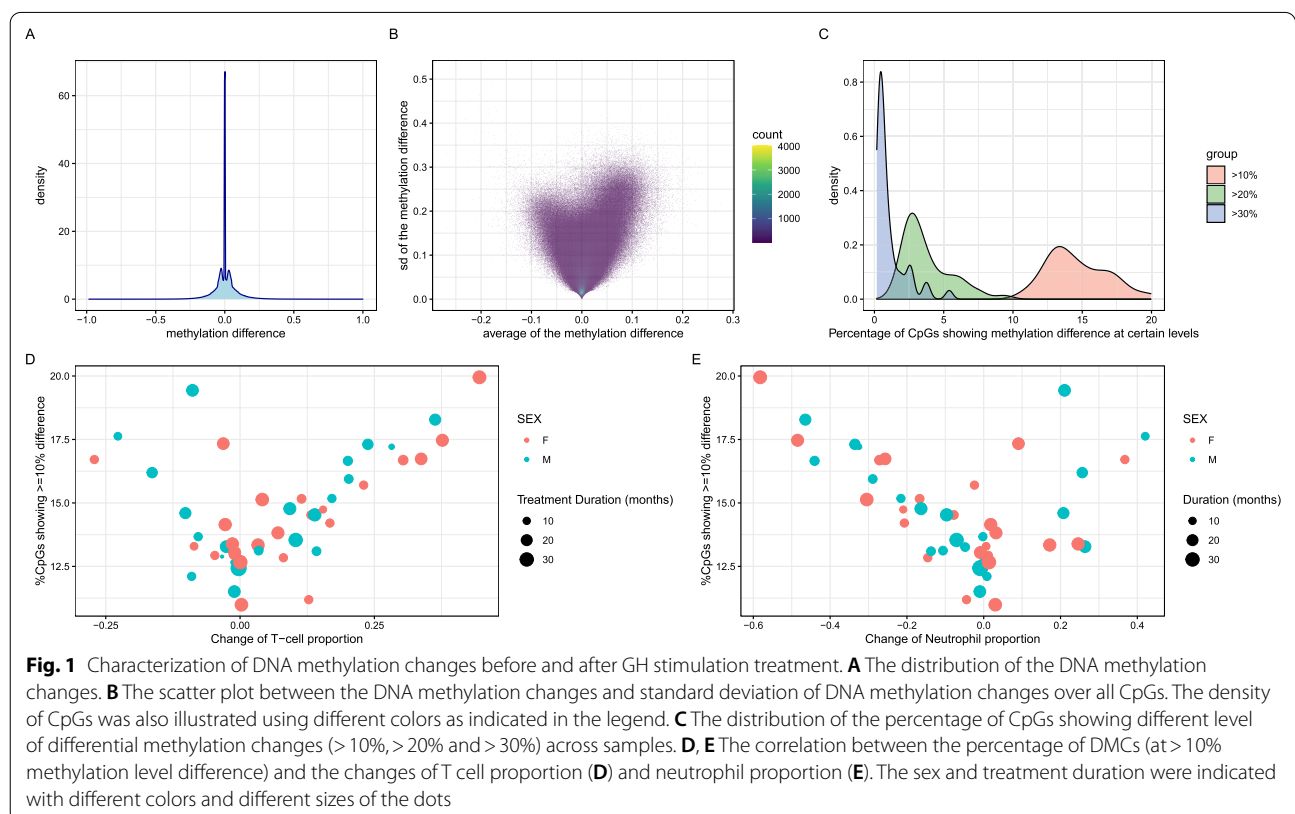 A
B
C
60
40
20
0
density
−1.0
−0.5
0.0
0.5
1.0
methylation difference
0.5
0.4
0.3
0.2
0.1
0.0
sd of the methylation difference
−0.2
−0.1
0.0
0.1
0.2
0.3
average of the methylation difference
count
4000
3000
2000
1000
0.8
0.6
0.4
0.2
0.0
density
0
5
10
15
20
Percentage of CpGs showing methylation difference at certain levels
group
>10%
>20%
>30%
D
20.0
17.5
15.0
12.5
%CpGs showing >=10% difference
−0.25
0.00
0.25
Change of T−cell proportion
SEX
F
M
Treatment Duration (months)
10
20
30
E
20.0
17.5
15.0
12.5
%CpGs showing >=10% difference
−0.6
−0.4
−0.2
0.0
0.2
0.4
Change of Neutrophil proportion
SEX
F
M
Duration (months)
10
20
30
Fig. 1 Characterization of DNA methylation changes before and after GH stimulation treatment. A The distribution of the DNA methylation
changes. B The scatter plot between the DNA methylation changes and standard deviation of DNA methylation changes over all CpGs. The density
of CpGs was also illustrated using different colors as indicated in the legend. C The distribution of the percentage of CpGs showing different level
of differential methylation changes (> 10%, > 20% and > 30%) across samples. D, E The correlation between the percentage of DMCs (at > 10%
methylation level difference) and the changes of T cell proportion (D) and neutrophil proportion (E). The sex and treatment duration were indicated
with different colors and different sizes of the dots